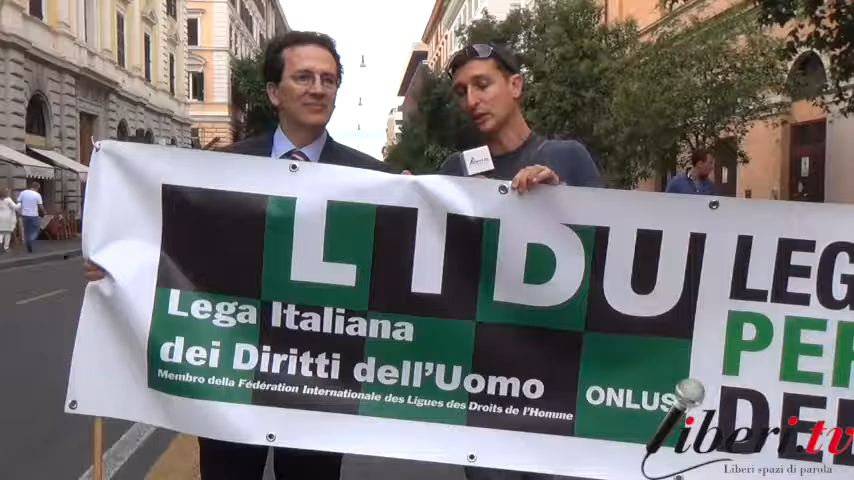 LIDU
Lega Italiana
dei Diritti dell'Uomo
Membro della Fédération Internationale des Ligues des Droits de l'Homme
ONLUS
LEG
PER
DE
liberi.tv
Liberi spazi di parola